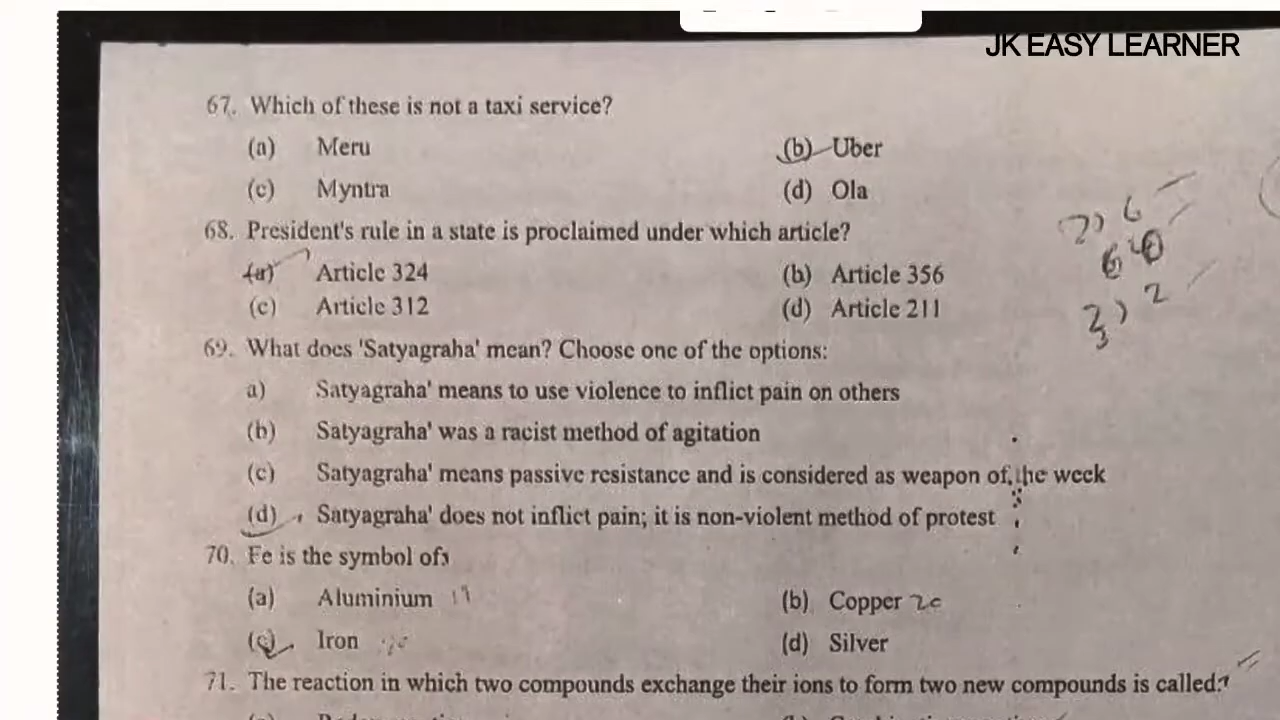 JK EASY LEARNER
67. Which of these is not a taxi service?
(a) Meru (b) Uber
(c) Myntra (d) Ola
68. President's rule in a state is proclaimed under which article?
(a) Article 324 (b) Article 356
(c) Article 312 (d) Article 211
69. What does 'Satyagraha' mean? Choose one of the options:
a) Satyagraha' means to use violence to inflict pain on others
(b) Satyagraha' was a racist method of agitation
(c) Satyagraha' means passive resistance and is considered as weapon of the week
(d) Satyagraha' does not inflict pain; it is non-violent method of protest
70. Fe is the symbol of:
(a) Aluminium (b) Copper
(c) Iron (d) Silver
71. The reaction in which two compounds exchange their ions to form two new compounds is called: